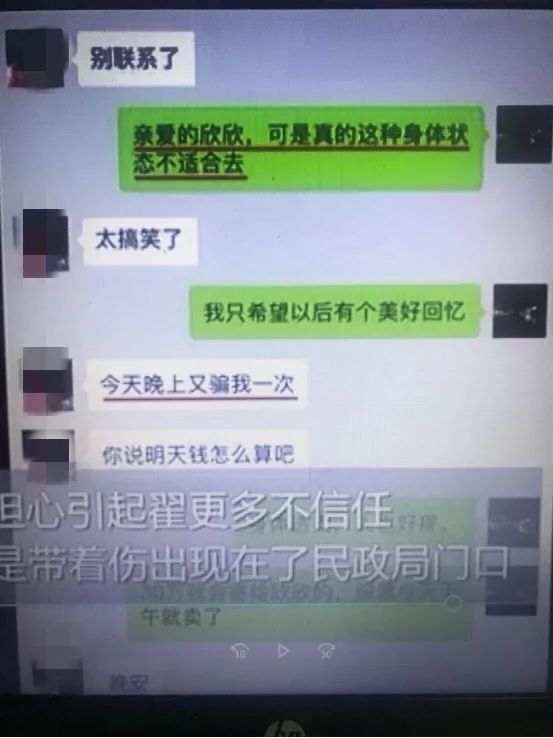 别联系了
亲爱的欣欣，可是真的这种身体状
态不适合去
太搞笑了
我只希望以后有个美好回忆
今天晚上又骗我一次
你说明天钱怎么算吧
担心引起翟更多不信任
是带着伤出现在了民政局门口
午就卖了
晚安
10
30
hp